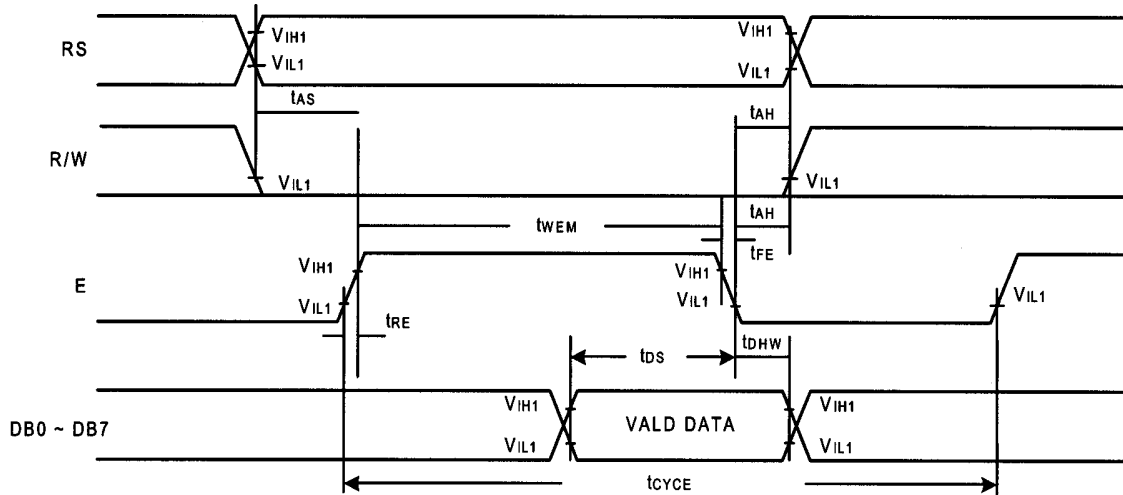 RS VIH1 VIH1
VIL1 VIL1
tAS tAH
R/W VIL1 VIL1
tWEM tAH
tFE
E VIH1 VIH1
VIL1 VIL1 VIL1
tRE tDS tDHW
VIH1 VIH1
DB0 ~ DB7 VALD DATA
VIL1 VIL1
tCYCE